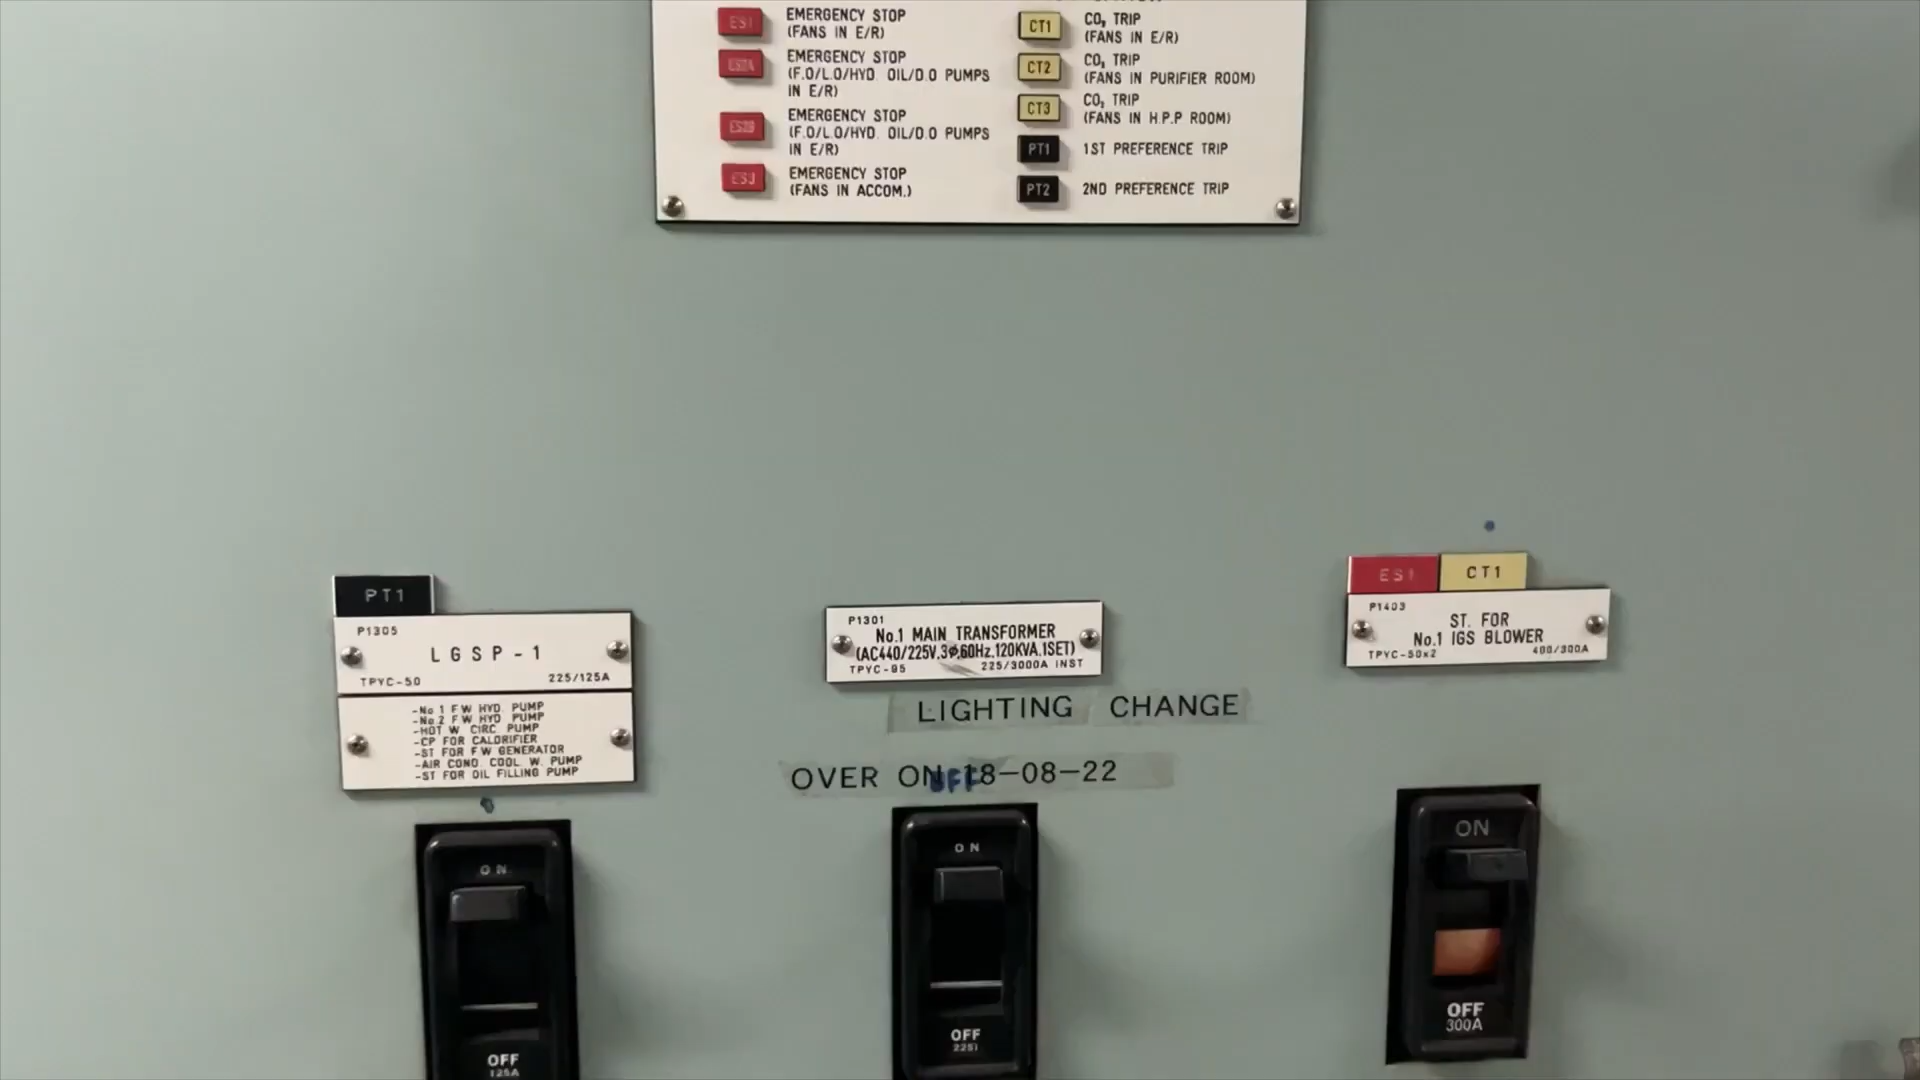 ES1
EMERGENCY STOP
(FANS IN E/R)
ES2A
EMERGENCY STOP
(F.O/L.O/HYD. OIL/D.O PUMPS
IN E/R)
ES2B
EMERGENCY STOP
(F.O/L.O/HYD. OIL/D.O PUMPS
IN E/R)
ES3
EMERGENCY STOP
(FANS IN ACCOM.)
CT1
CO₂ TRIP
(FANS IN E/R)
CT2
CO₂ TRIP
(FANS IN PURIFIER ROOM)
CT3
CO₂ TRIP
(FANS IN H.P.P ROOM)
PT1
1ST PREFERENCE TRIP
PT2
2ND PREFERENCE TRIP
PT1
P1305
LGSP-1
TPYC-50 225/125A
-No.1 F.W HYD. PUMP
-No.2 F.W HYD. PUMP
-HOT W. CIRC. PUMP
-CP FOR CALORIFIER
-ST FOR F.W GENERATOR
-AIR COND. COOL. W. PUMP
-ST FOR OIL FILLING PUMP
ON
OFF
125A
P1301
No.1 MAIN TRANSFORMER
(AC440/225V,3ø,60Hz,120KVA,1SET)
TPYC-95 225/3000A INST
LIGHTING CHANGE
OVER ON 18-08-22
OFF
ON
OFF
ES1
CT1
P1403
ST. FOR
No.1 IGS BLOWER
TPYC-50x2 400/300A
ON
OFF
300A